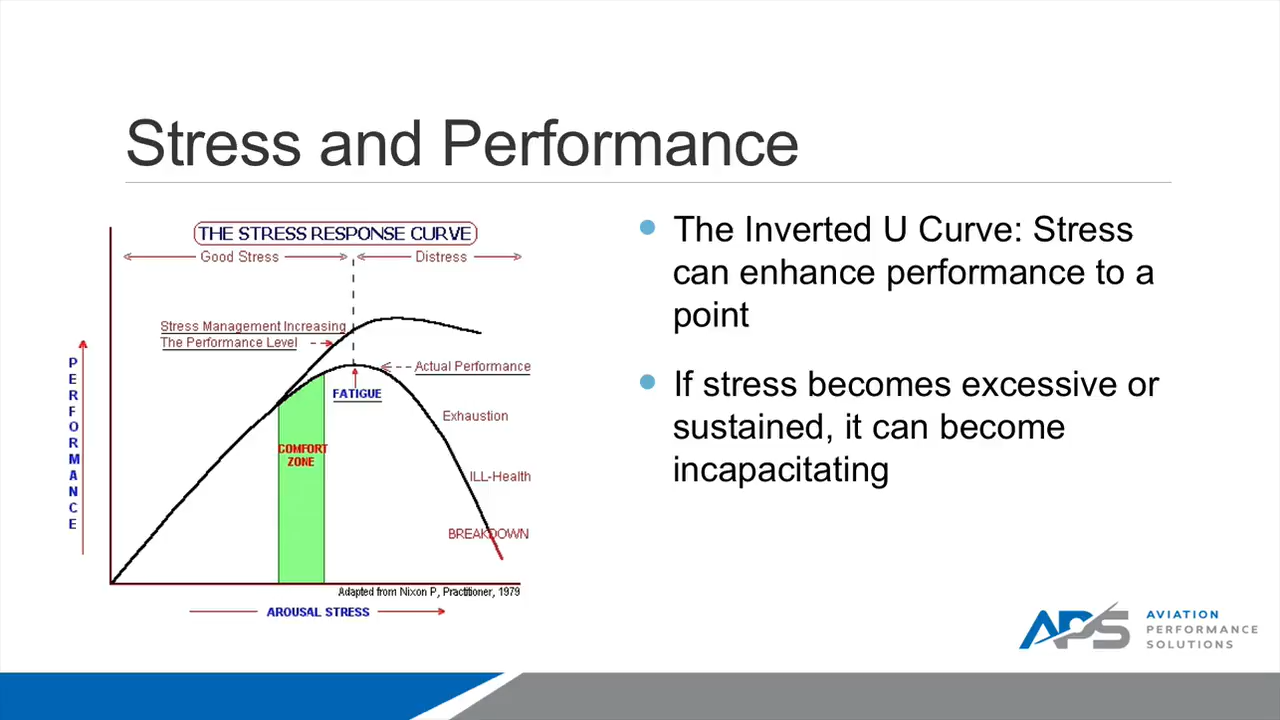 Stress and Performance
THE STRESS RESPONSE CURVE
Good Stress
Distress
Stress Management Increasing
The Performance Level
Actual Performance
FATIGUE
Exhaustion
COMFORT
ZONE
ILL-Health
BREAKDOWN
PERFORMANCE
Adapted from Nixon P, Practitioner, 1979
AROUSAL STRESS
The Inverted U Curve: Stress
can enhance performance to a
point
If stress becomes excessive or
sustained, it can become
incapacitating
APS
AVIATION
PERFORMANCE
SOLUTIONS